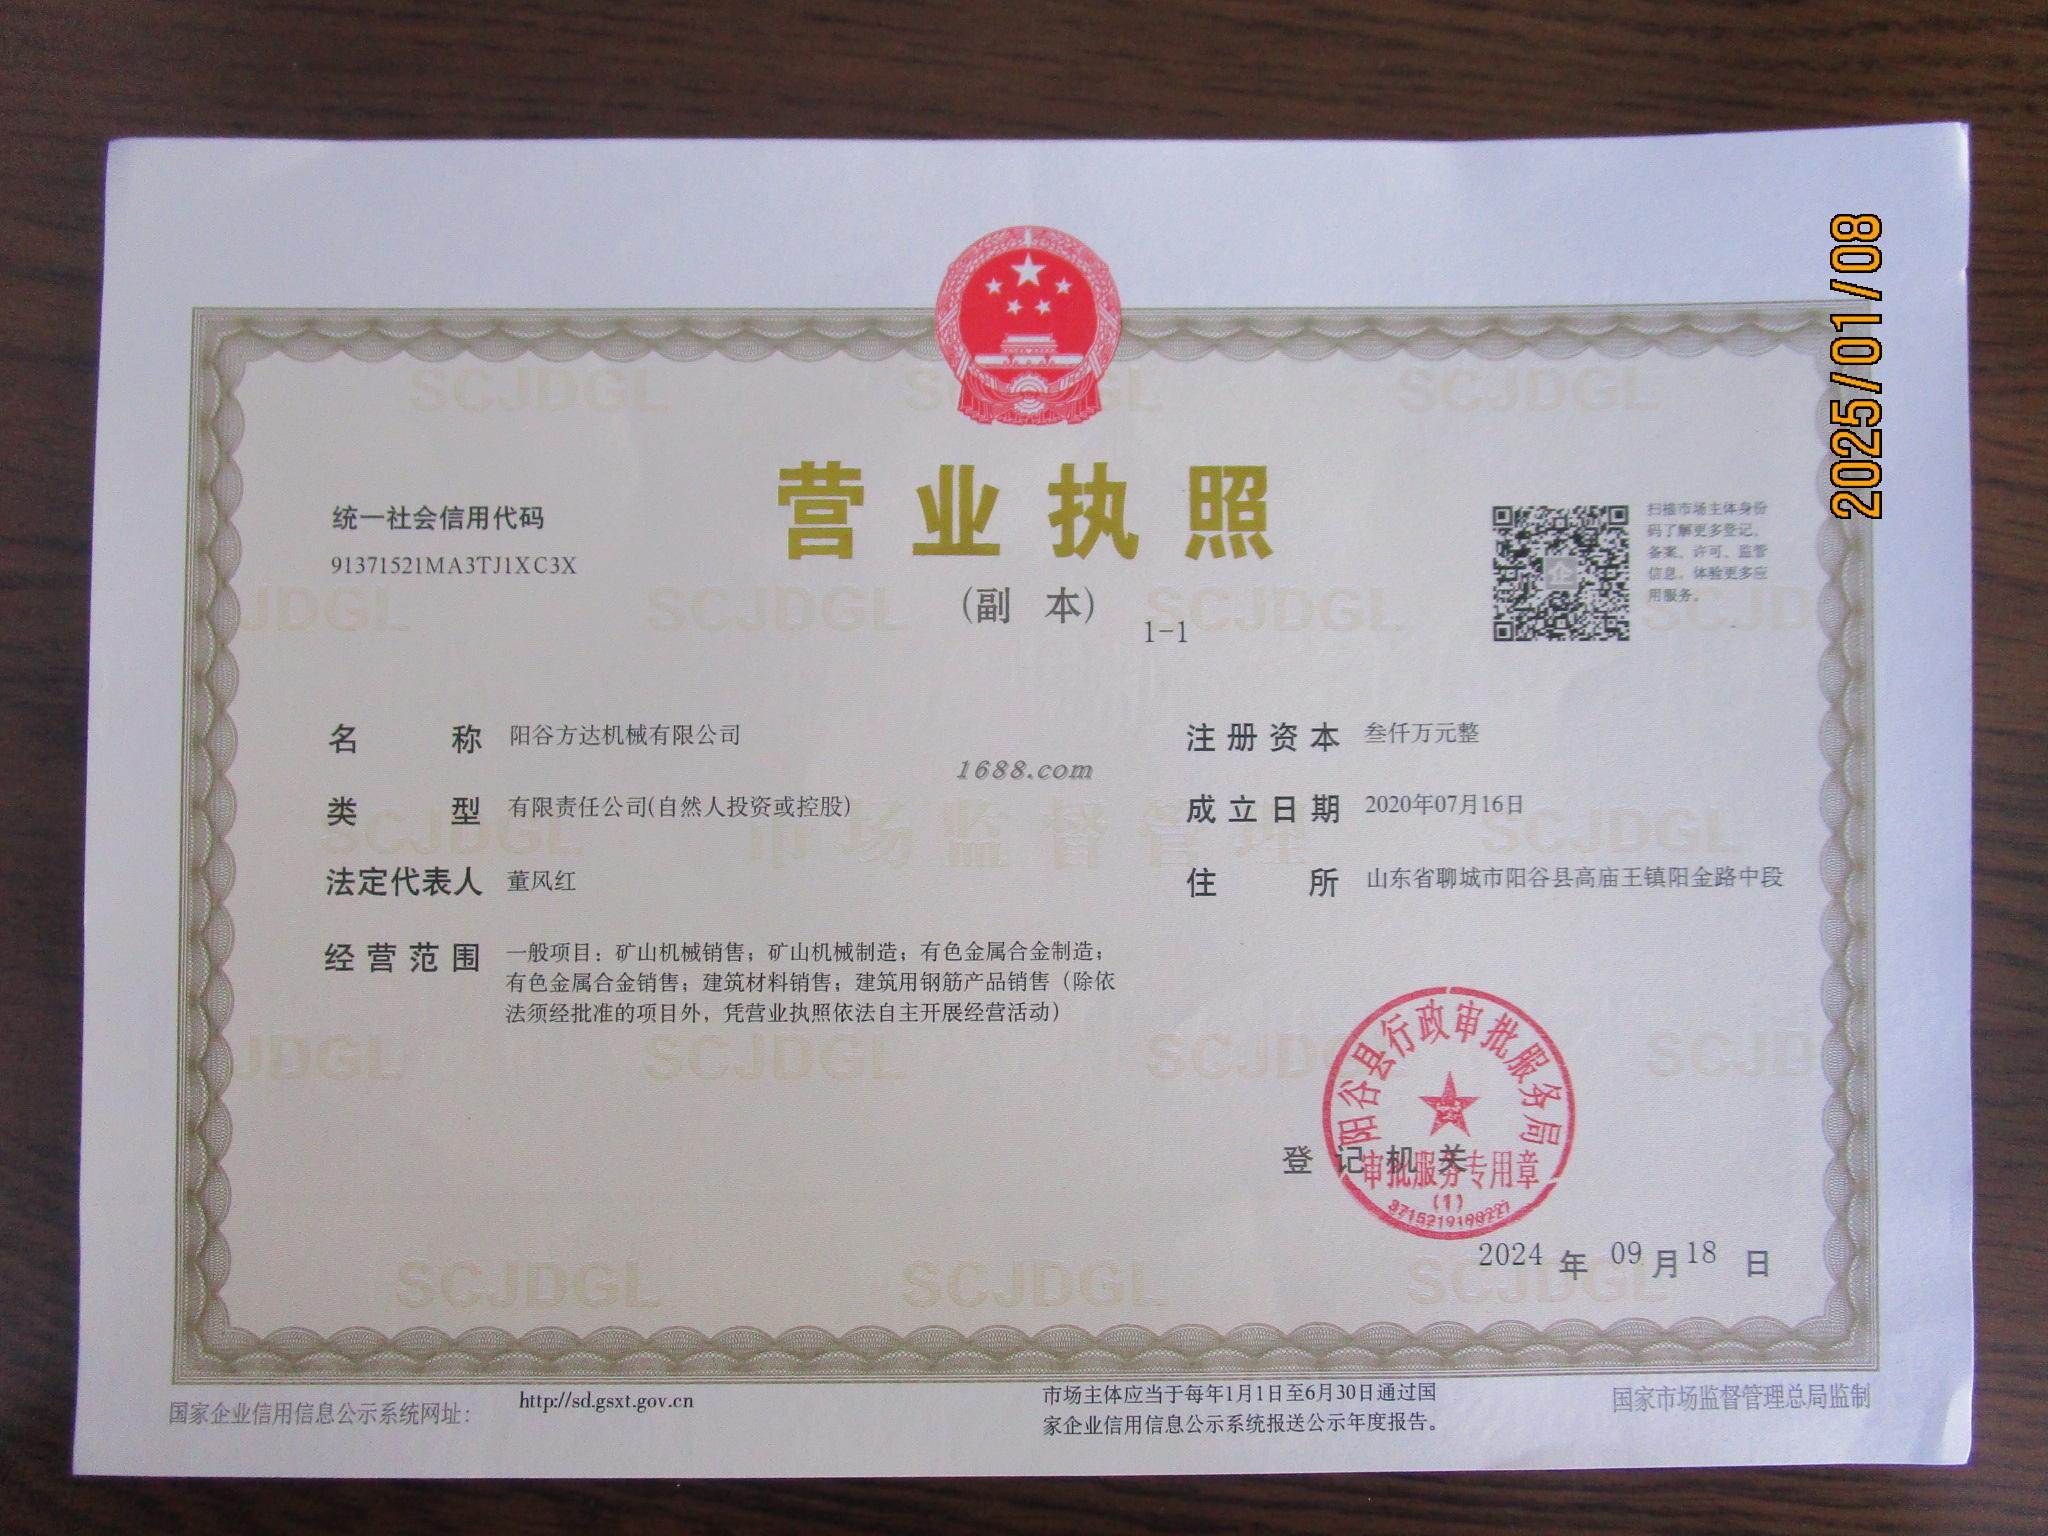 2025/01/08
营业执照
(副 本)
1-1
统一社会信用代码
91371521MA3TJ1XC3X
扫描市场主体身份
码了解更多登记、
备案、许可、监管
信息，体验更多应
用服务。
名称 阳谷方达机械有限公司
注册资本 叁仟万元整
1688.com
类型 有限责任公司(自然人投资或控股)
成立日期 2020年07月16日
法定代表人 董风红
住所 山东省聊城市阳谷县高庙王镇阳金路中段
经营范围 一般项目：矿山机械销售；矿山机械制造；有色金属合金制造；
有色金属合金销售；建筑材料销售；建筑用钢筋产品销售（除依
法须经批准的项目外，凭营业执照依法自主开展经营活动）
阳谷县行政审批服务局
登记机关
审批服务专用章
(1)
2024 年 09 月 18 日
国家企业信用信息公示系统网址：
http://sd.gsxt.gov.cn
市场主体应当于每年1月1日至6月30日通过国
家企业信用信息公示系统报送公示年度报告。
国家市场监督管理总局监制
SCJDGL
市场监督管理